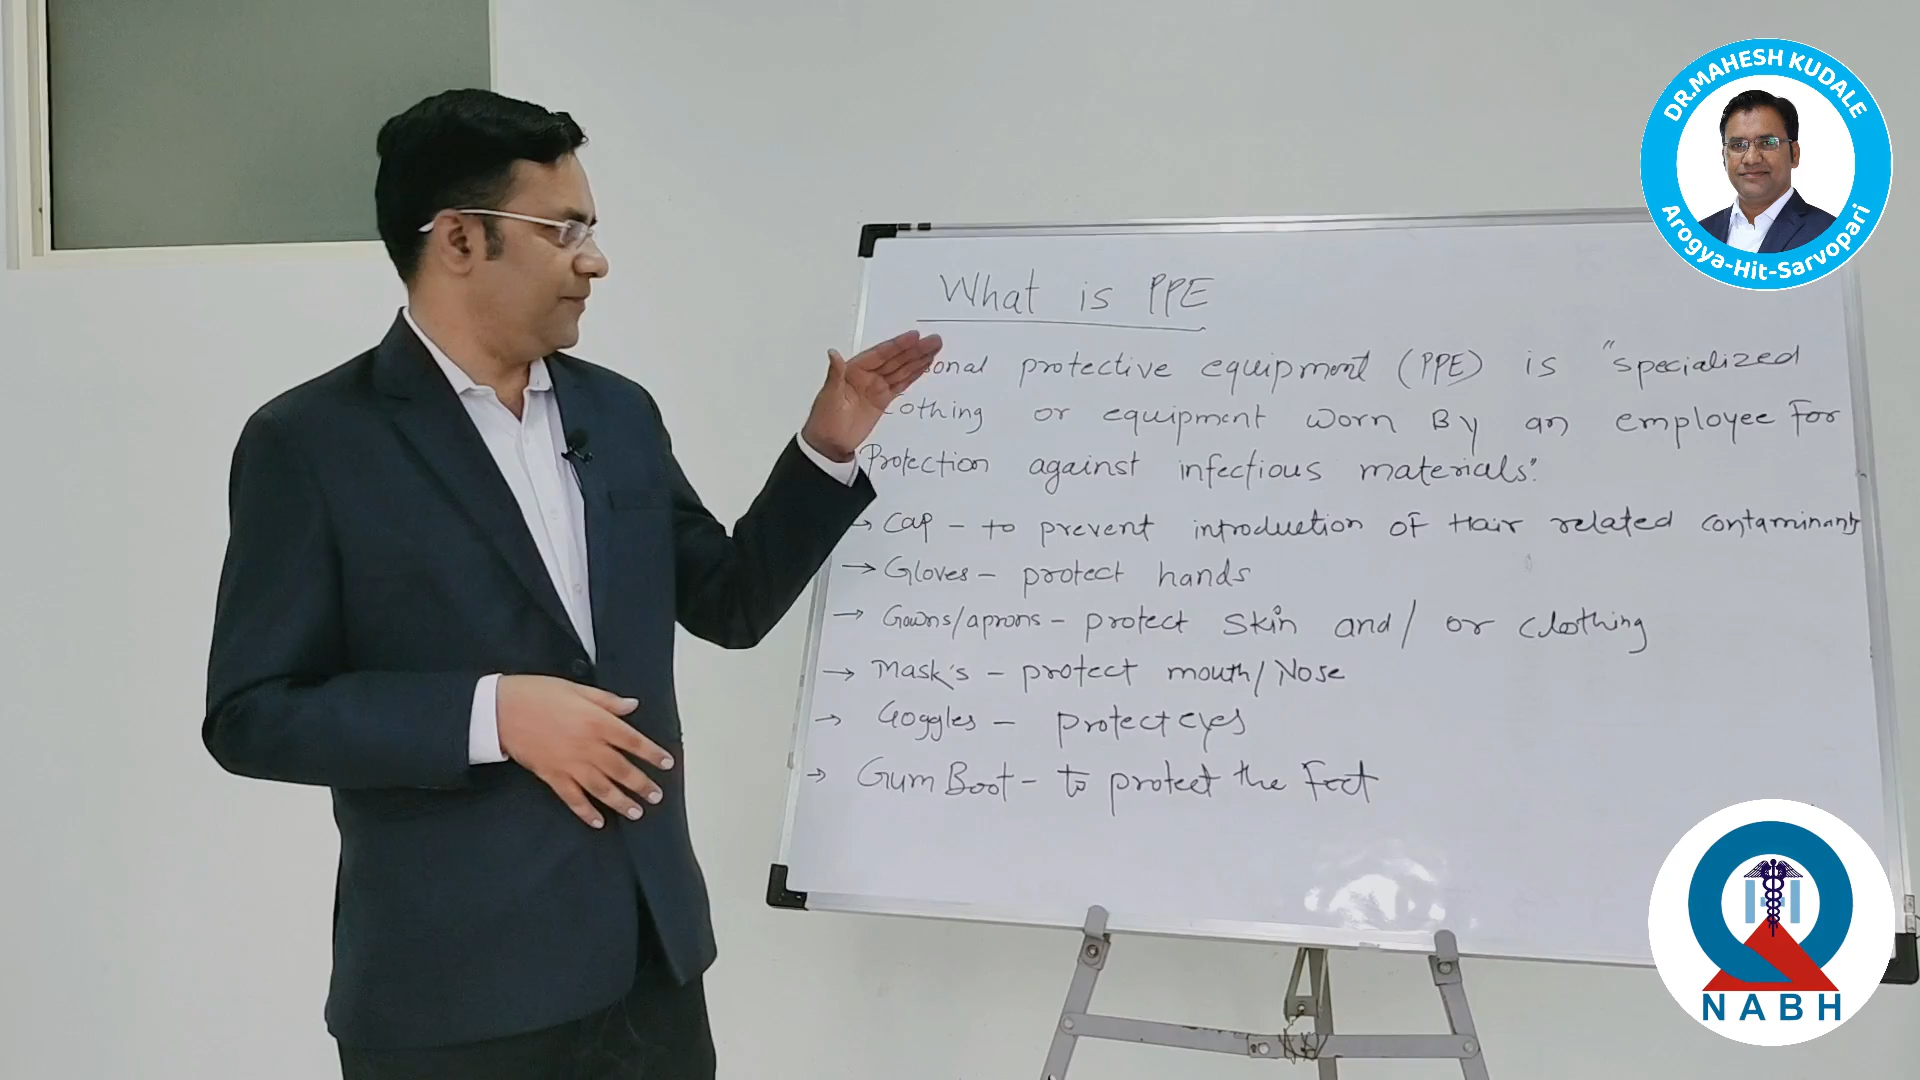 DR.MAHESH KUDALE
Arogya-Hit-Sarvopari
What is PPE
sonal protective equipment (PPE) is "specialized
lothing or equipment worn By an employee For
Protection against infectious materials".
→ Cap - to prevent introduction of Hair related contaminants
→ Gloves - protect hands
→ Gowns/aprons - protect skin and/ or clothing
→ Mask's - protect mouth/Nose
→ Goggles - protect eyes
→ Gum Boot - to protect the Feet
NABH